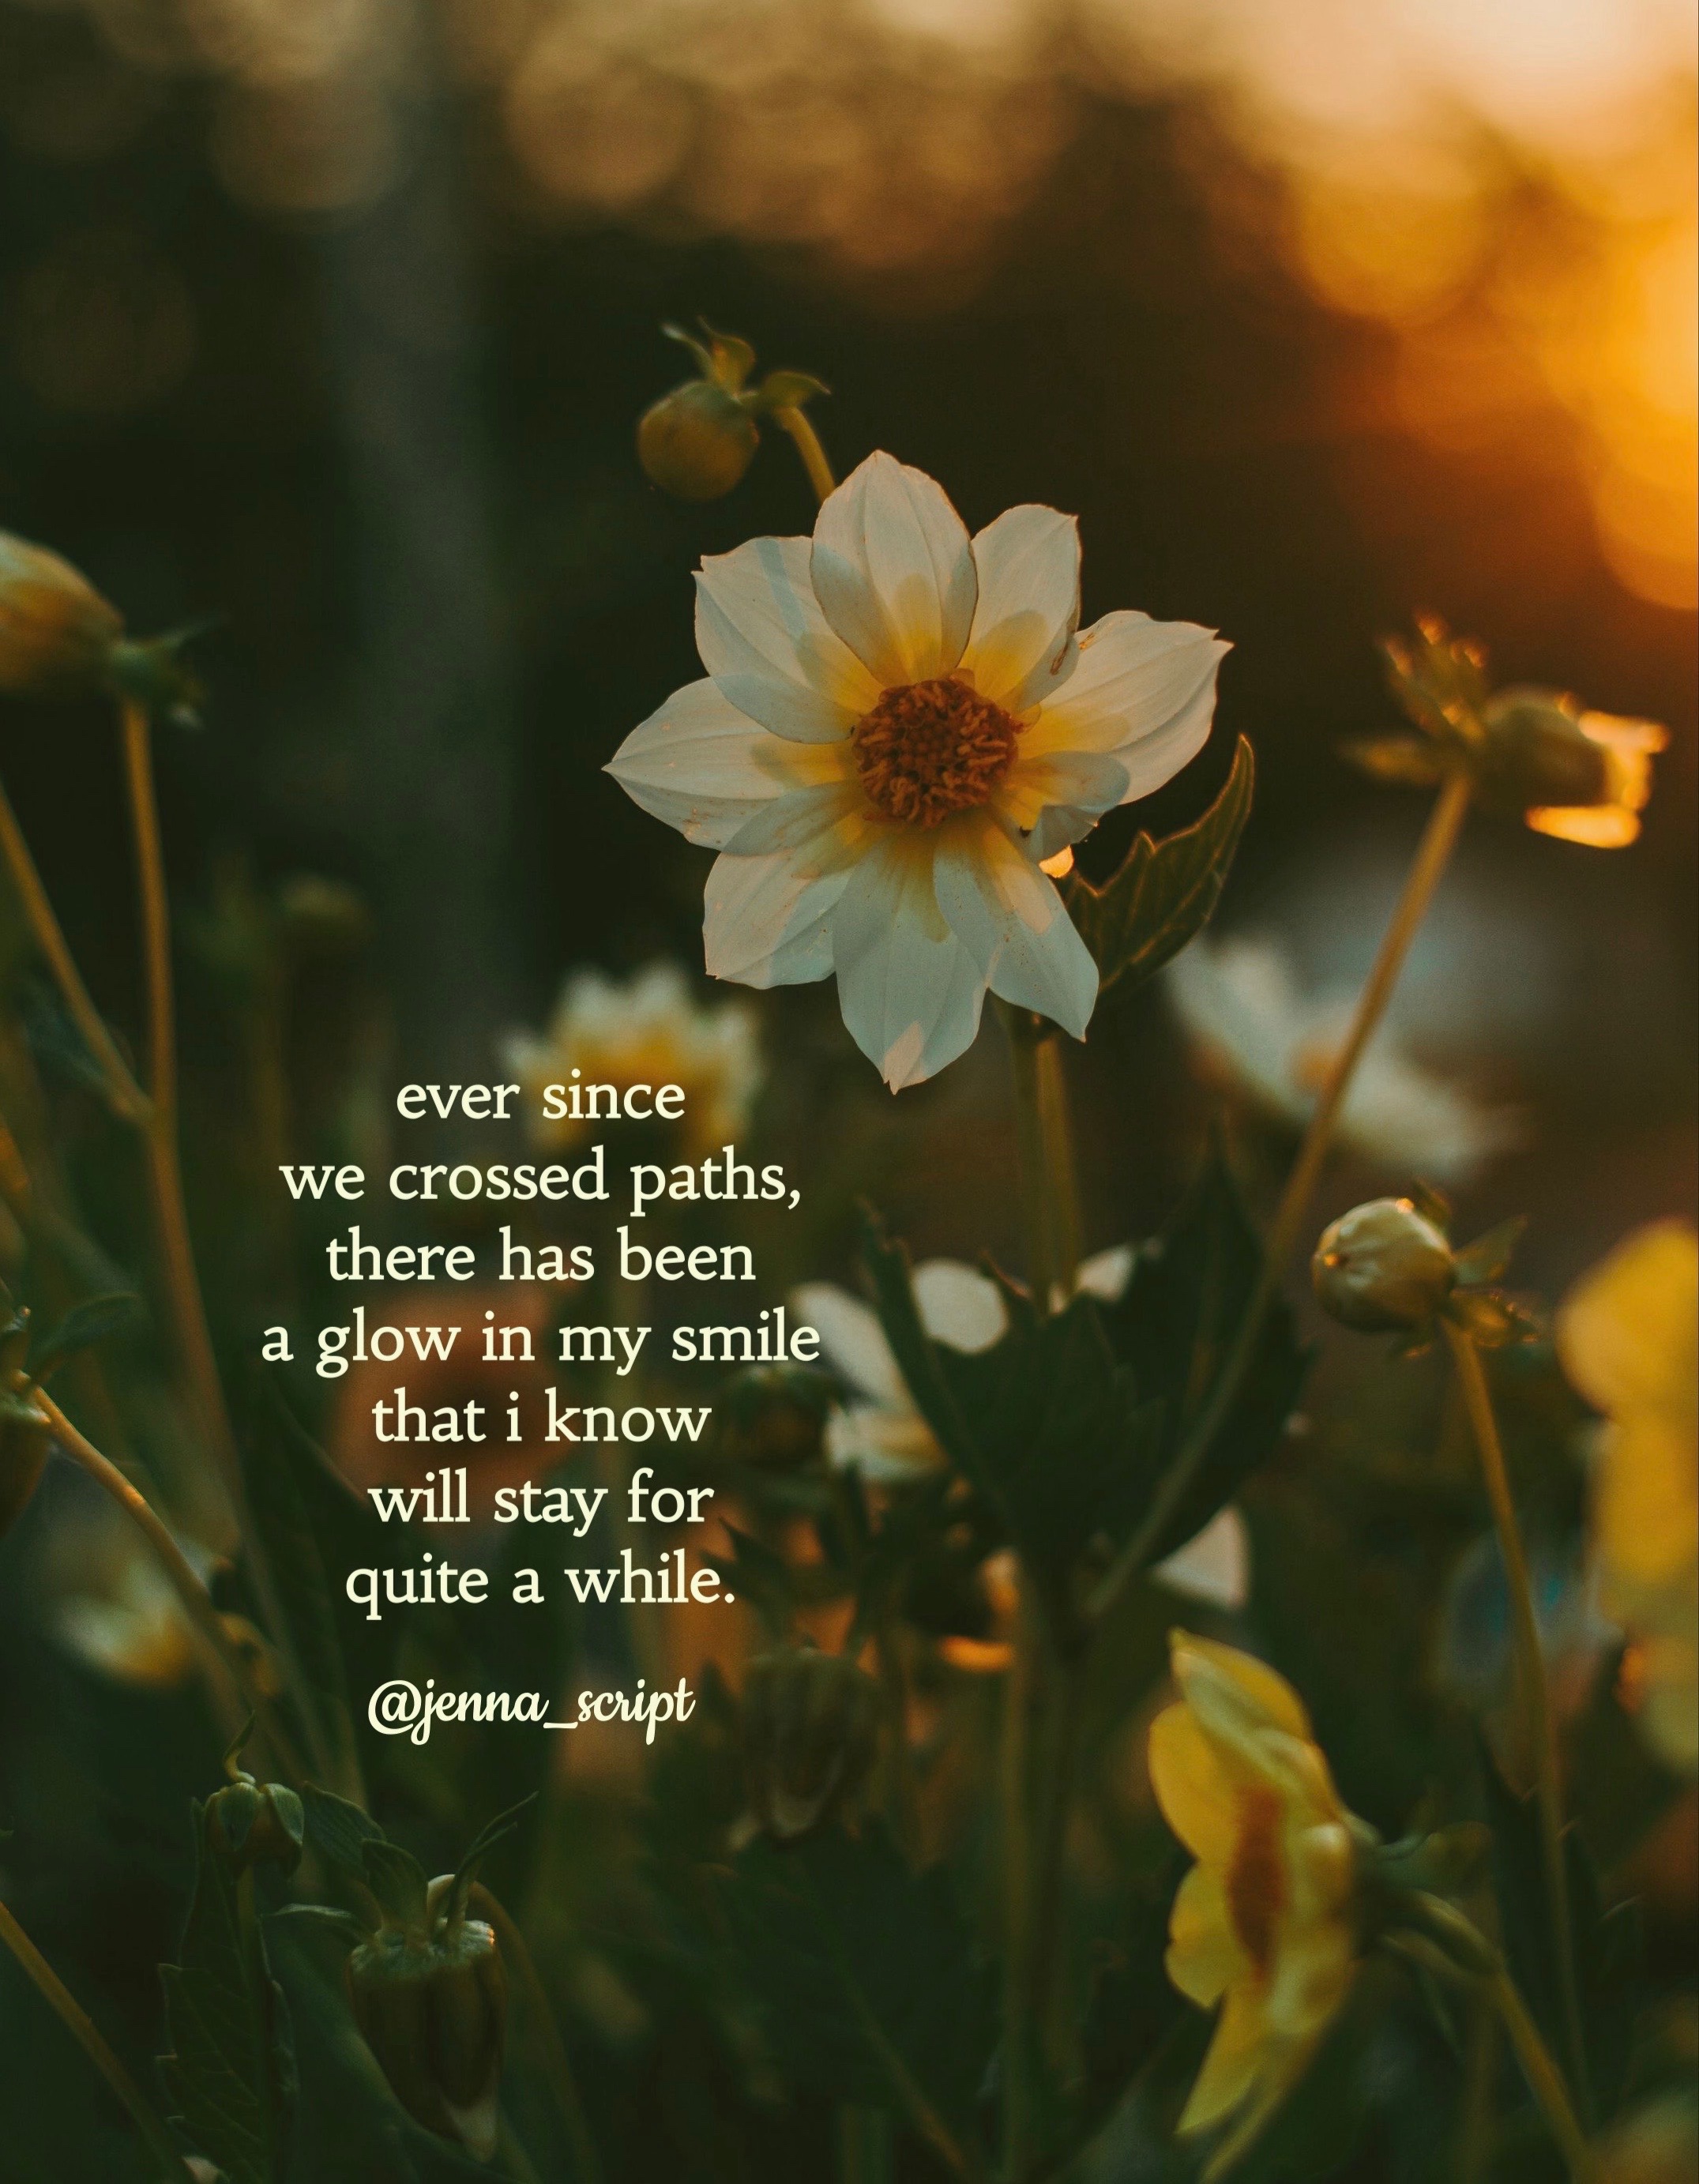 ever since
we crossed paths,
there has been
a glow in my smile
that i know
will stay for
quite a while.
@jenna_script